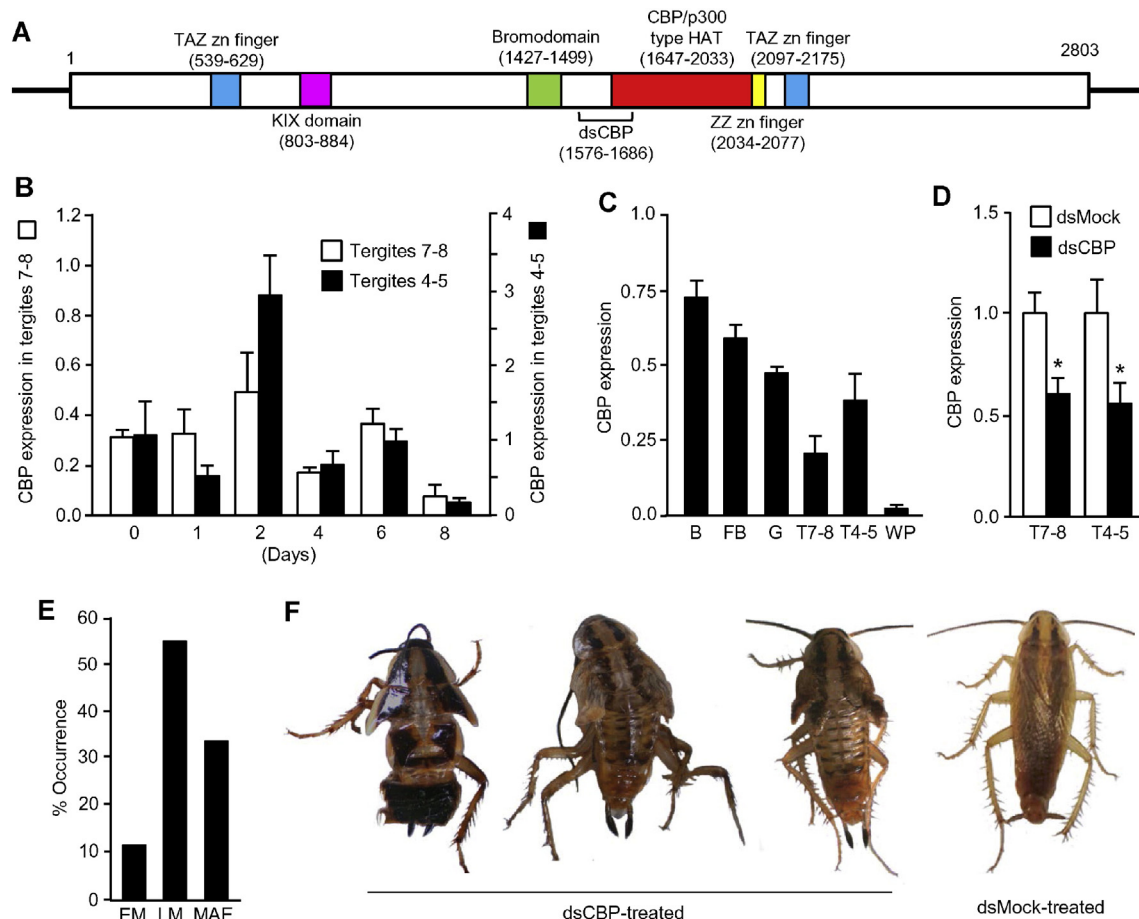 A
1
TAZ zn finger
(539-629)
Bromodomain
(1427-1499)
CBP/p300
type HAT
(1647-2033)
TAZ zn finger
(2097-2175)
2803
KIX domain
(803-884)
dsCBP
(1576-1686)
ZZ zn finger
(2034-2077)
B
CBP expression in tergites 7-8
1.2
1.0
0.8
0.6
0.4
0.2
0.0
Tergites 7-8
Tergites 4-5
4
3
2
1
0
CBP expression in tergites 4-5
0 1 2 4 6 8
(Days)
C
CBP expression
1.0
0.75
0.50
0.25
0.0
B FB G T7-8 T4-5 WP
D
CBP expression
1.5
1.0
0.5
0.0
dsMock
dsCBP
* *
T7-8 T4-5
E
% Occurrence
60
50
40
30
20
10
0
LM
F
dsCBP-treated
dsMock-treated